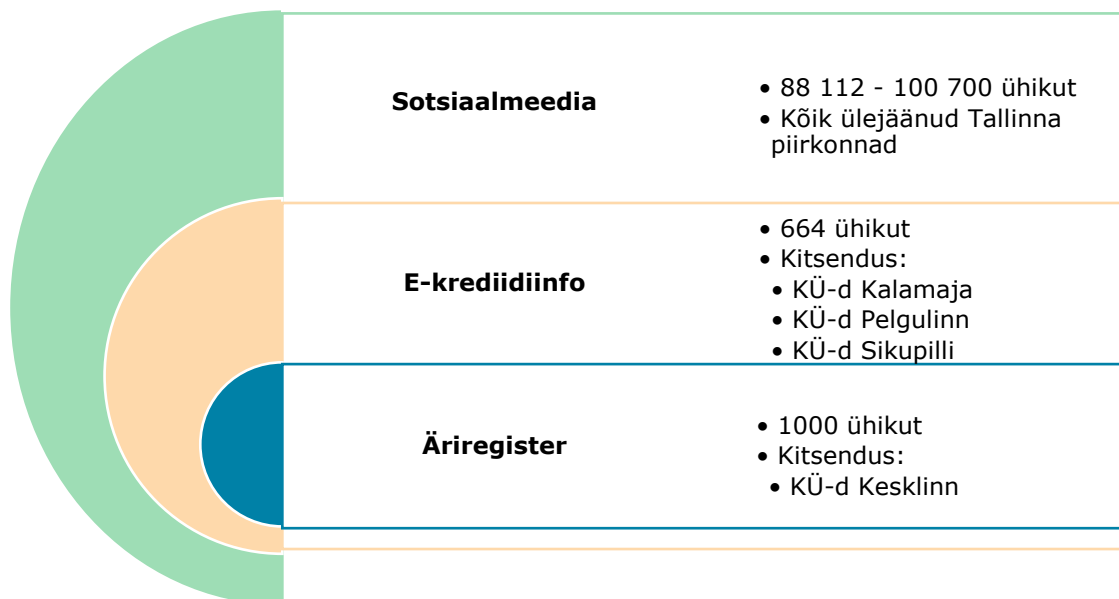 Sotsiaalmeedia
• 88 112 - 100 700 ühikut
• Kõik ülejäänud Tallinna
piirkonnad
E-krediidiinfo
• 664 ühikut
• Kitsendus:
• KÜ-d Kalamaja
• KÜ-d Pelgulinn
• KÜ-d Sikupilli
Äriregister
• 1000 ühikut
• Kitsendus:
• KÜ-d Kesklinn